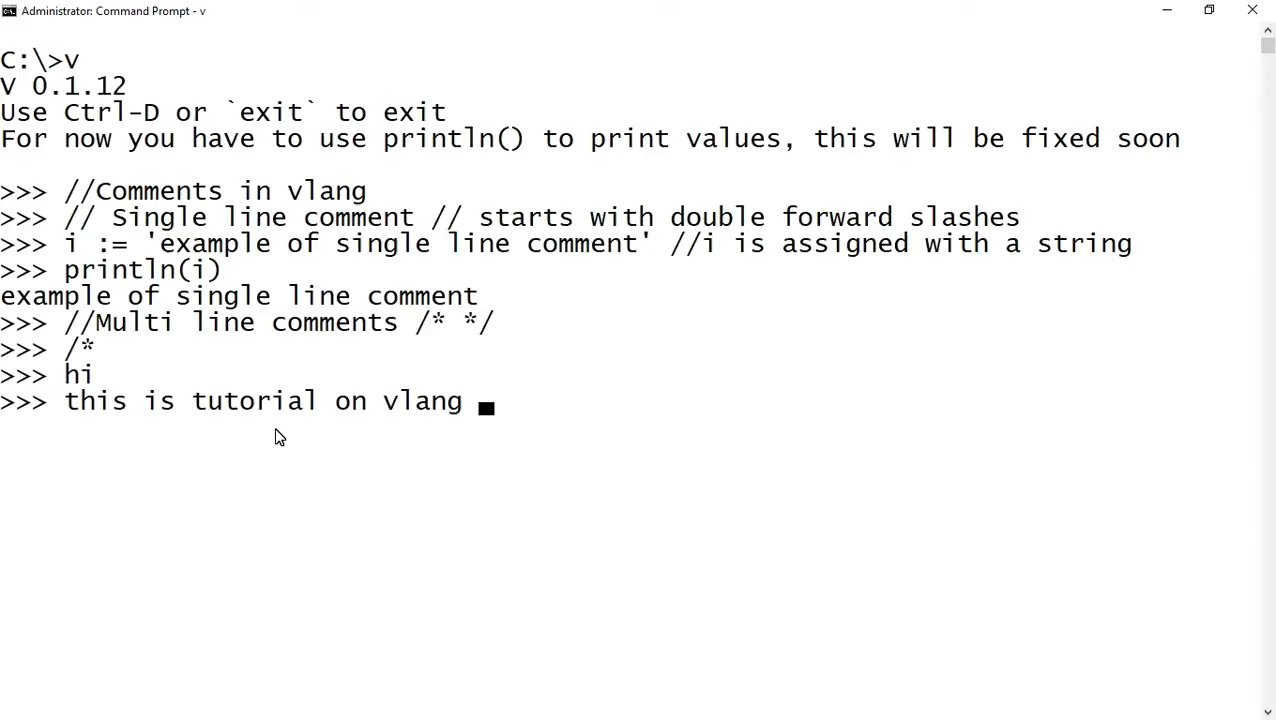 Administrator: Command Prompt - v
C:\>v
V 0.1.12
Use Ctrl-D or `exit` to exit
For now you have to use println() to print values, this will be fixed soon
>>> //Comments in vlang
>>> // Single line comment // starts with double forward slashes
>>> i := 'example of single line comment' //i is assigned with a string
>>> println(i)
example of single line comment
>>> //Multi line comments /* */
>>> /*
>>> hi
>>> this is tutorial on vlang